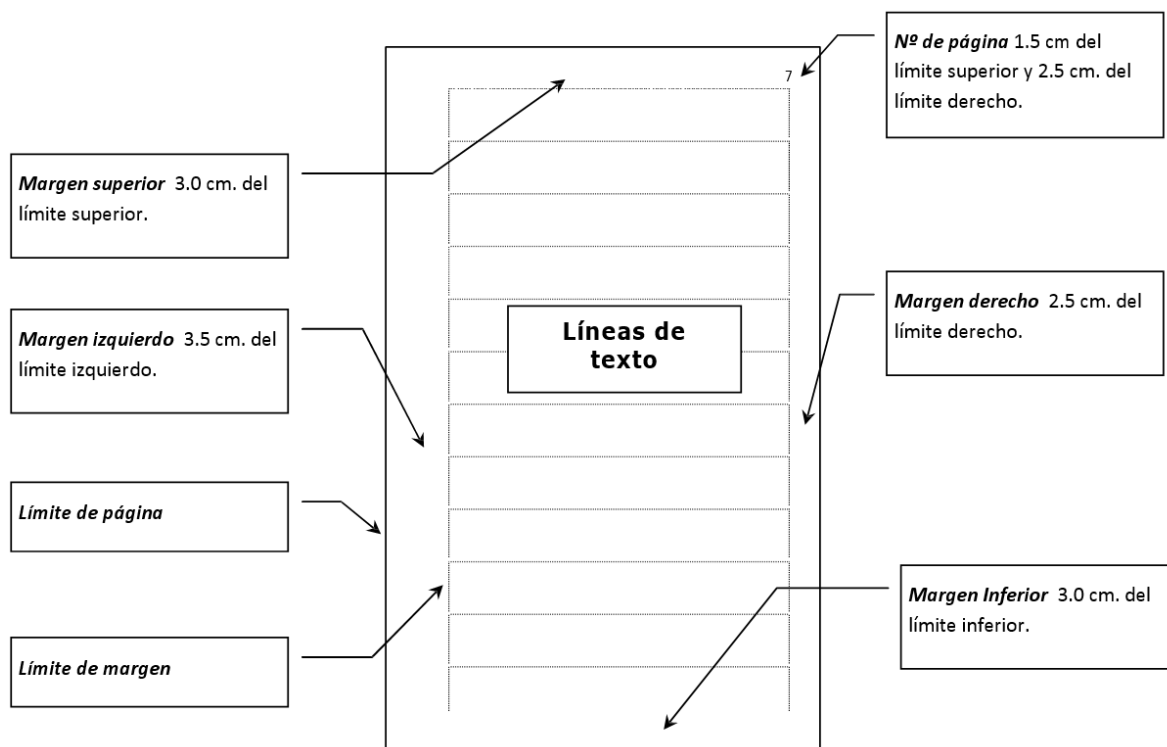 Nº de página 1.5 cm del
límite superior y 2.5 cm. del
límite derecho.
7
Margen superior 3.0 cm. del
límite superior.
Margen izquierdo 3.5 cm. del
límite izquierdo.
Líneas de
texto
Margen derecho 2.5 cm. del
límite derecho.
Límite de página
Margen Inferior 3.0 cm. del
límite inferior.
Límite de margen